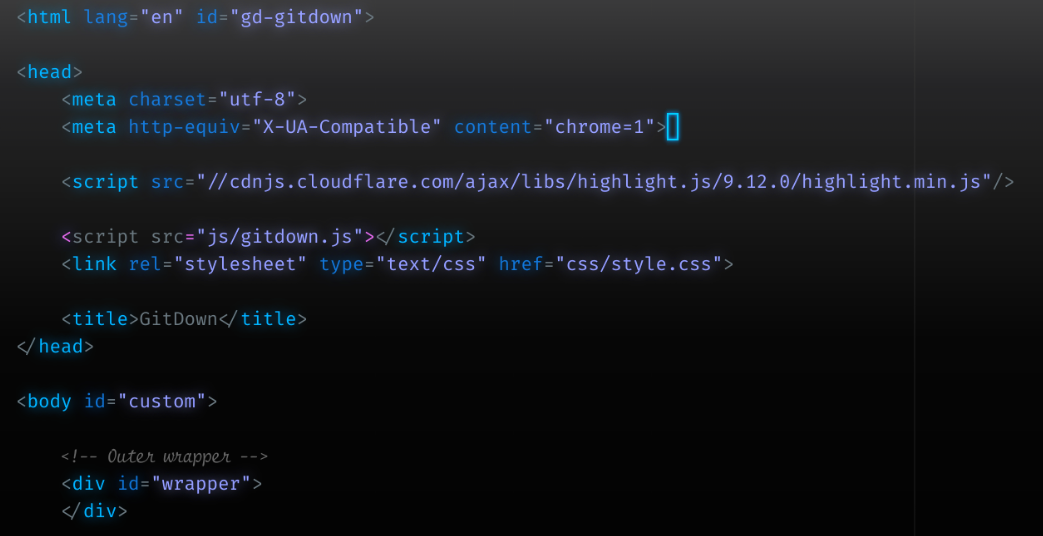 <html lang="en" id="gd-gitdown">
<head>
<meta charset="utf-8">
<meta http-equiv="X-UA-Compatible" content="chrome=1">
<script src="//cdnjs.cloudflare.com/ajax/libs/highlight.js/9.12.0/highlight.min.js"/>
<script src="js/gitdown.js"></script>
<link rel="stylesheet" type="text/css" href="css/style.css">
<title>GitDown</title>
</head>
<body id="custom">
<!-- Outer wrapper -->
<div id="wrapper">
</div>